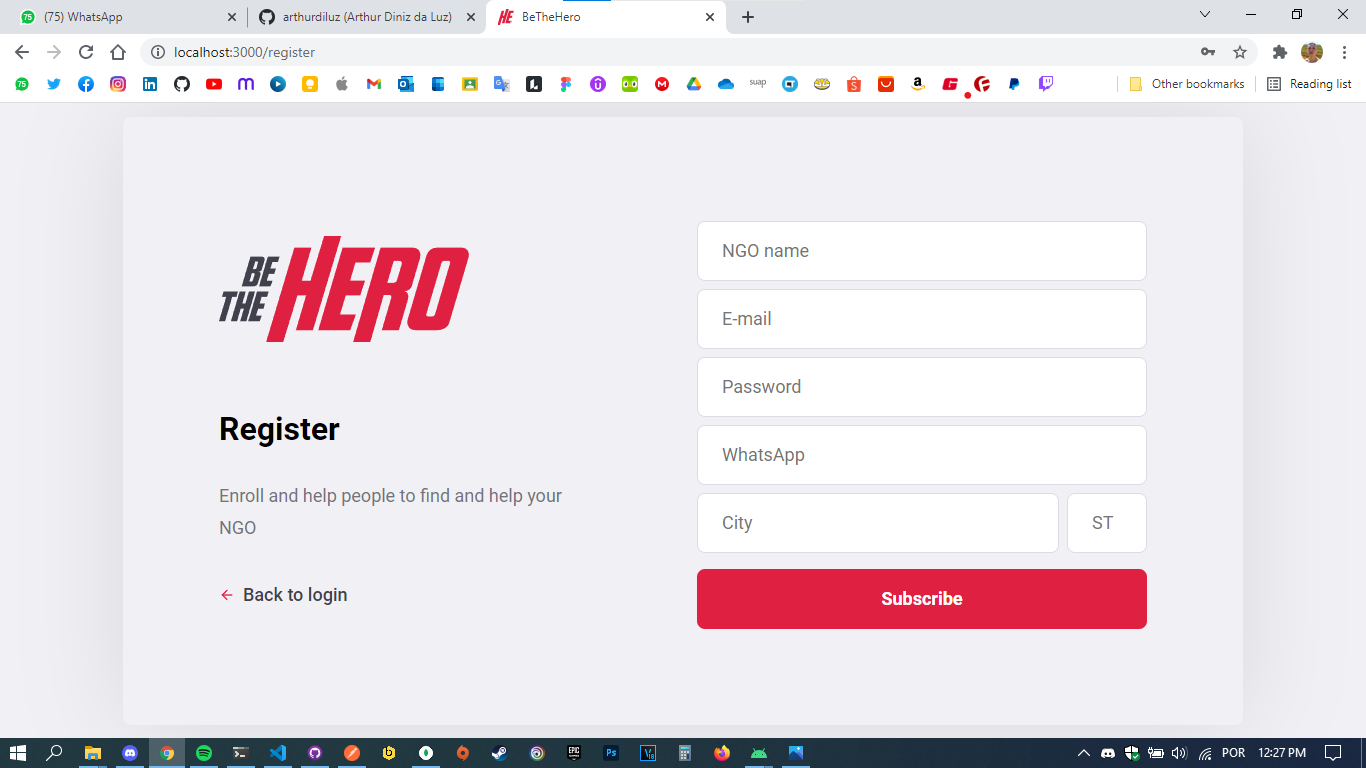 (75) WhatsApp
arthurdiluz (Arthur Diniz da Luz)
BeTheHero
localhost:3000/register
Other bookmarks
Reading list
BE
THE
HERO
Register
Enroll and help people to find and help your
NGO
Back to login
NGO name
E-mail
Password
WhatsApp
City
ST
Subscribe
POR
12:27 PM